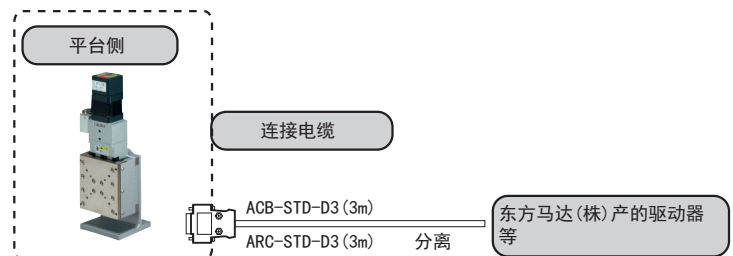 平台侧
连接电缆
ACB-STD-D3(3m)
ARC-STD-D3(3m)
分离
东方马达(株)产的驱动器
等